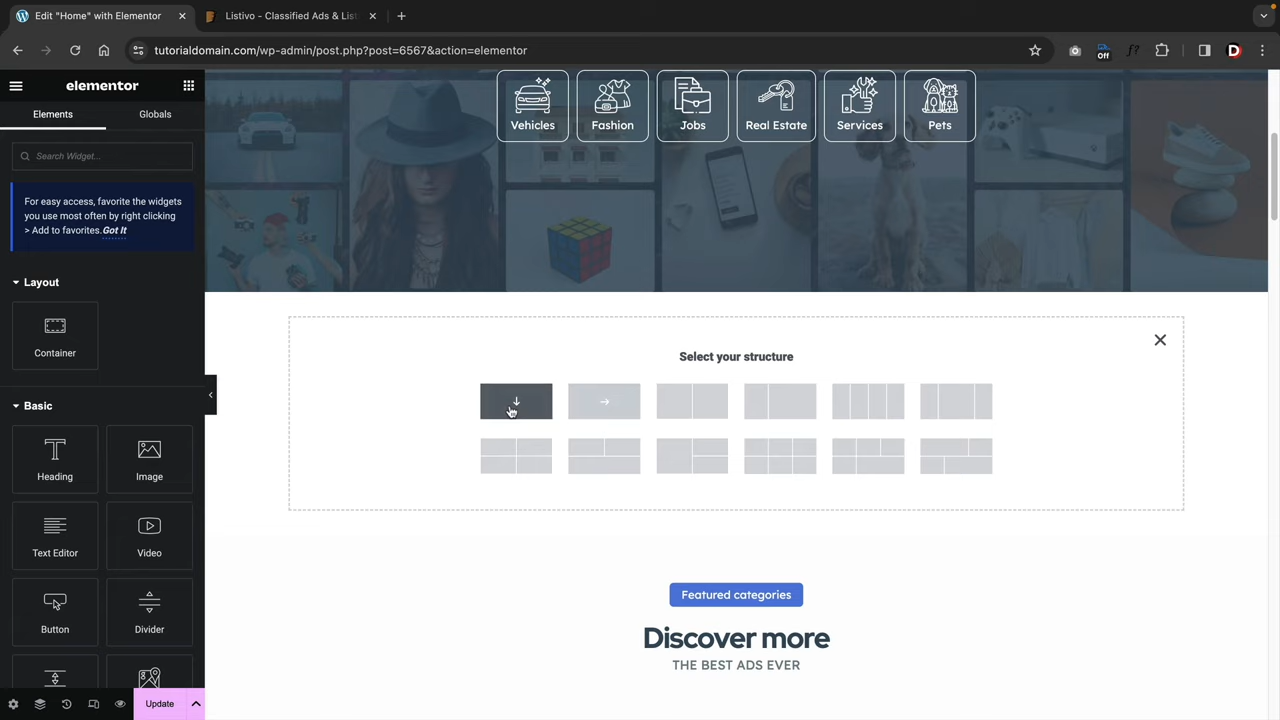 Edit "Home" with Elementor
Listivo - Classified Ads & List
tutorialdomain.com/wp-admin/post.php?post=6567&action=elementor
Off
f?
D
elementor
Elements
Globals
Search Widget...
For easy access, favorite the widgets
you use most often by right clicking
> Add to favorites. Got It
Layout
Container
Basic
Heading
Image
Text Editor
Video
Button
Divider
Update
Vehicles
Fashion
Jobs
Real Estate
Services
Pets
Select your structure
Featured categories
Discover more
THE BEST ADS EVER